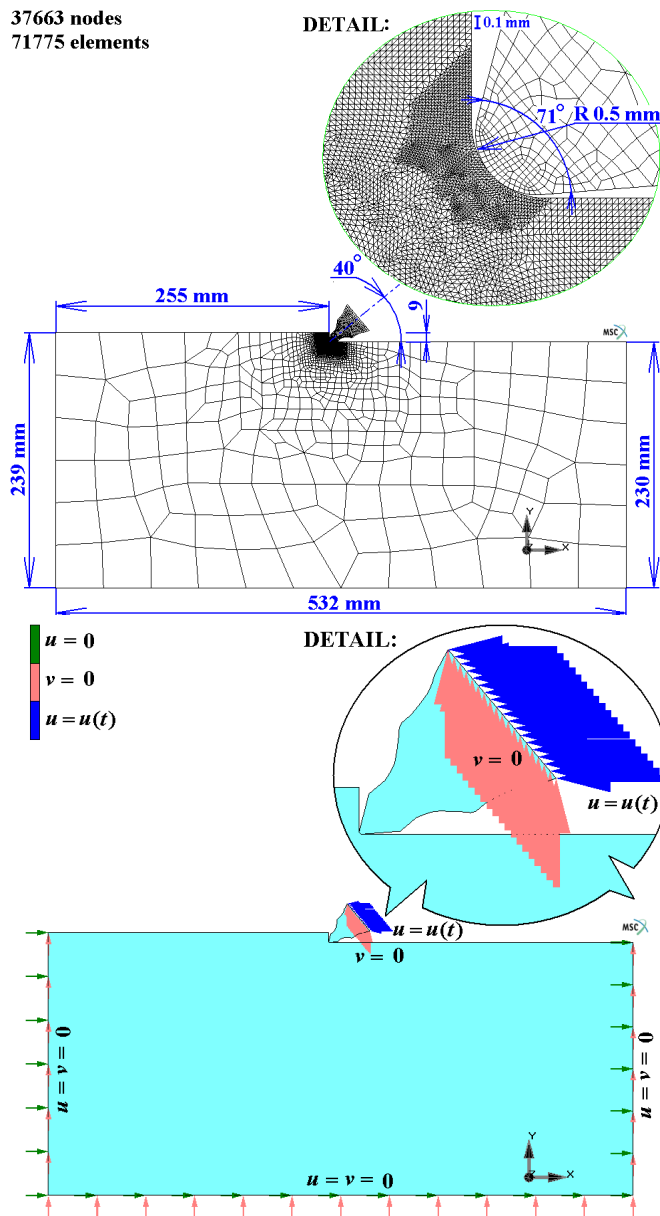 37663 nodes
71775 elements
DETAIL:
0.1 mm
71°
R 0.5 mm
40°
255 mm
9
MSC
239 mm
230 mm
Y
Z X
532 mm
u = 0
v = 0
u = u(t)
DETAIL:
v = 0
u = u(t)
u = u(t)
v = 0
MSC
u = v = 0
u = v = 0
Y
Z X
u = v = 0